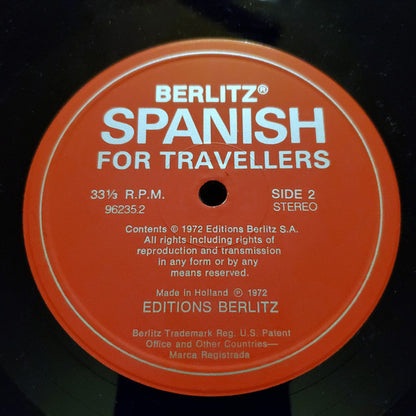 BERLITZ®
SPANISH
FOR TRAVELLERS
33⅓ R.P.M. SIDE 2
96235.2 STEREO
Contents © 1972 Editions Berlitz S.A.
All rights including rights of
reproduction and transmission
in any form or by any
means reserved.
Made in Holland ℗ 1972
EDITIONS BERLITZ
Berlitz Trademark Reg. U.S. Patent
Office and Other Countries—
Marca Registrada